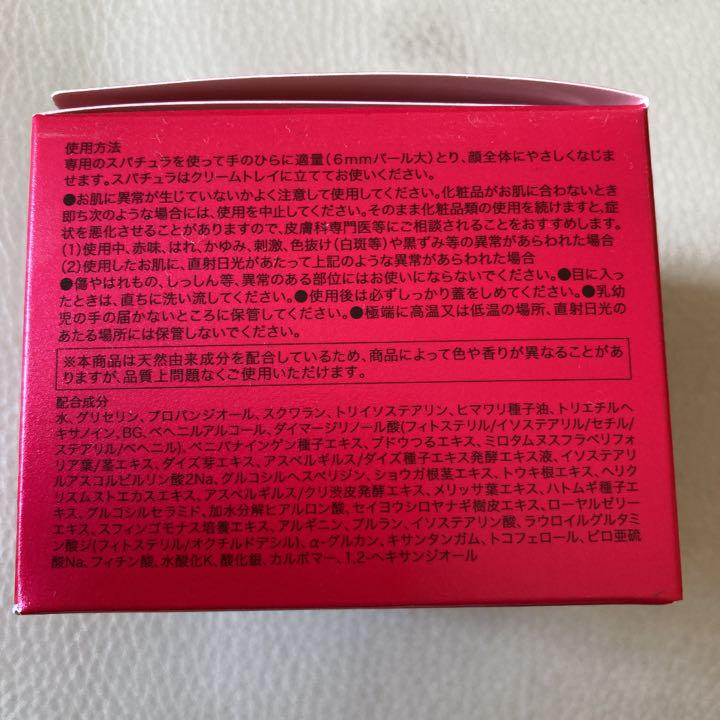 使用方法
専用のスパチュラを使って手のひらに適量(6mmパール大)とり、顔全体にやさしくなじ
ませます。スパチュラはクリームトレイに立ててお使いください。
●お肌に異常が生じていないかよく注意して使用してください。化粧品がお肌に合わないとき
即ち次のような場合には、使用を中止してください。そのまま化粧品類の使用を続けますと、症
状を悪化させることがありますので、皮膚科専門医等にご相談されることをおすすめします。
(1)使用中、赤味、はれ、かゆみ、刺激、色抜け(白斑等)や黒ずみ等の異常があらわれた場合
(2)使用したお肌に、直射日光があたって上記のような異常があらわれた場合
●傷やはれもの、しっしん等、異常のある部位にはお使いにならないでください。●目に入っ
たときは、直ちに洗い流してください。●使用後は必ずしっかり蓋をしめてください。●乳幼
児の手の届かないところに保管してください。●極端に高温又は低温の場所、直射日光の
あたる場所には保管しないでください。
※本商品は天然由来成分を配合しているため、商品によって色や香りが異なることがあ
りますが、品質上問題なくご使用いただけます。
配合成分
水、グリセリン、プロパンジオール、スクワラン、トリイソステアリン、ヒマワリ種子油、トリエチルヘ
キサノイン、BG、ベヘニルアルコール、ダイマージリノール酸(フィトステリル/イソステアリル/セチル/
ステアリル/ベヘニル)、ベニバナインゲン種子エキス、ブドウつるエキス、ミロタムヌスフラベリフォ
リア葉/茎エキス、ダイズ芽エキス、アスペルギルス/ダイズ種子エキス発酵エキス液、イソステアリ
ルアスコルビルリン酸2Na、グルコシルヘスペリジン、ショウガ根茎エキス、トウキ根エキス、ヘリク
リスムストエカスエキス、アスペルギルス/クリ渋皮発酵エキス、メリッサ葉エキス、ハトムギ種子エ
キス、グルコシルセラミド、加水分解ヒアルロン酸、セイヨウシロヤナギ樹皮エキス、ローヤルゼリー
エキス、スフィンゴモナス培養エキス、アルギニン、プルラン、イソステアリン酸、ラウロイルグルタミ
ン酸ジ(フィトステリル/オクチルドデシル)、α-グルカン、キサンタンガム、トコフェロール、ピロ亜硫
酸Na、フィチン酸、水酸化K、酸化銀、カルボマー、1,2-ヘキサンジオール